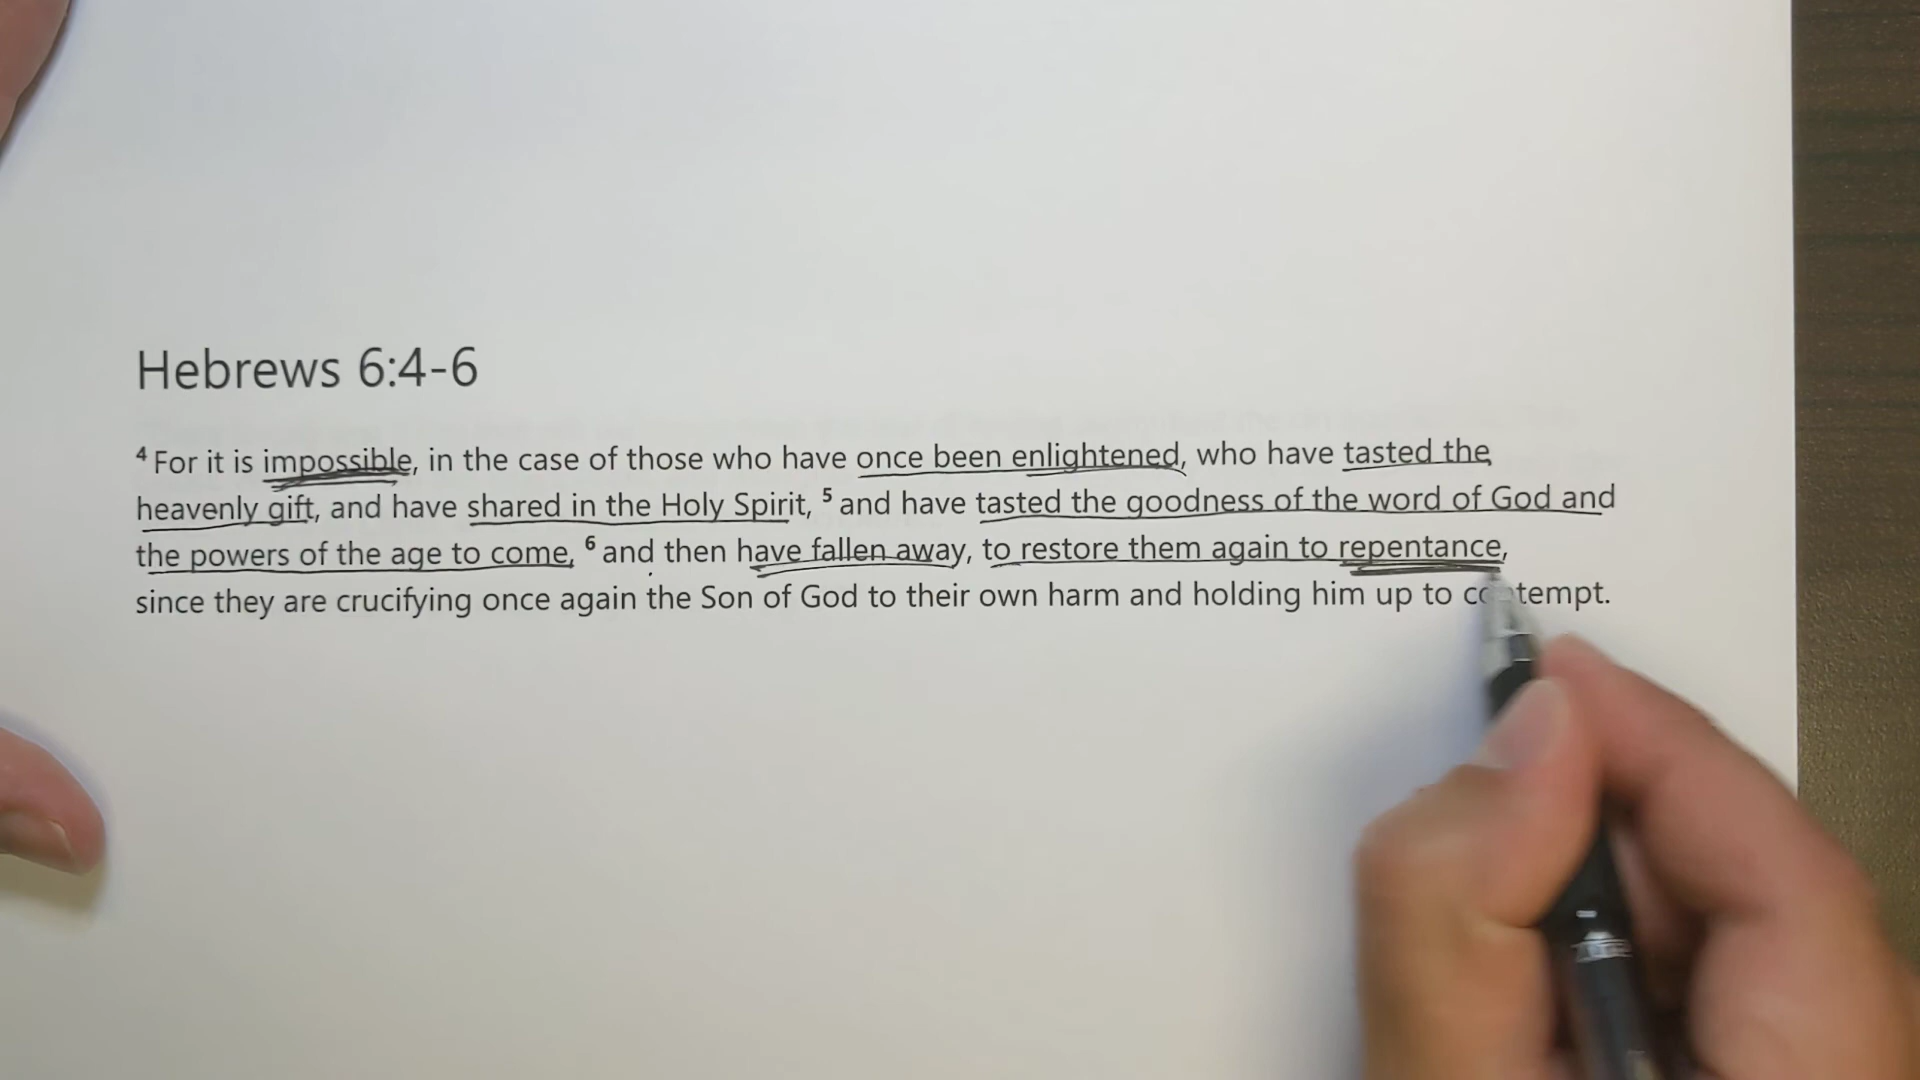 Hebrews 6:4-6
4 For it is impossible, in the case of those who have once been enlightened, who have tasted the
heavenly gift, and have shared in the Holy Spirit, 5 and have tasted the goodness of the word of God and
the powers of the age to come, 6 and then have fallen away, to restore them again to repentance,
since they are crucifying once again the Son of God to their own harm and holding him up to contempt.